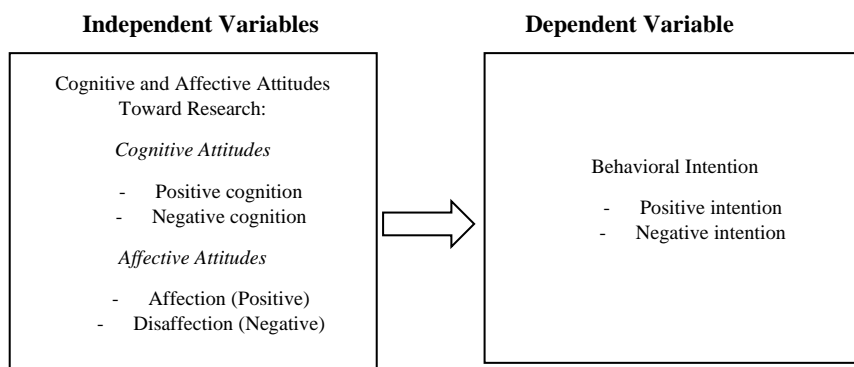 Independent Variables
Dependent Variable
Cognitive and Affective Attitudes
Toward Research:
Cognitive Attitudes
- Positive cognition
- Negative cognition
Affective Attitudes
- Affection (Positive)
- Disaffection (Negative)
Behavioral Intention
- Positive intention
- Negative intention